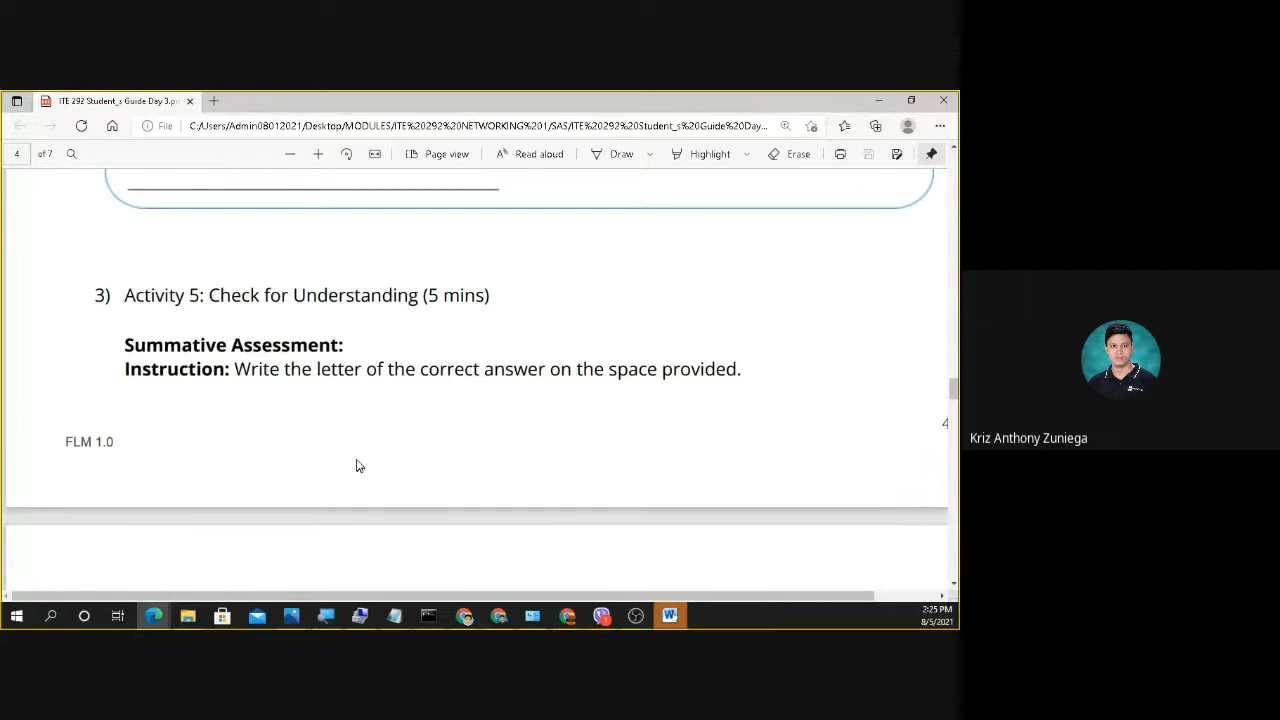 ITE 292 Student_s Guide Day 3.pd
File
C:/Users/Admin08012021/Desktop/MODULES/ITE%20292%20NETWORKING%201/SAS/ITE%20292%20Student_s%20Guide%20Day...
4 of 7
Page view
Read aloud
Draw
Highlight
Erase
3) Activity 5: Check for Understanding (5 mins)
Summative Assessment:
Instruction: Write the letter of the correct answer on the space provided.
4
FLM 1.0
Kriz Anthony Zuniega
2:25 PM
8/5/2021